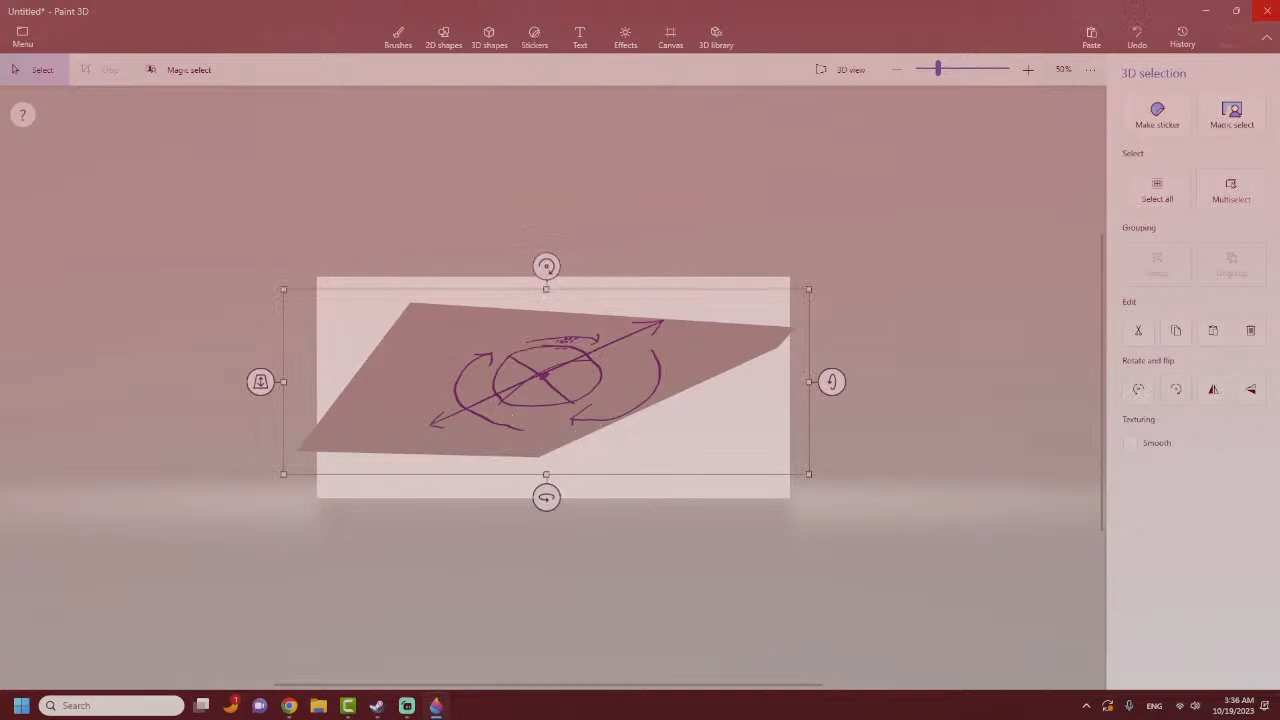 Untitled* - Paint 3D
Menu
Brushes 2D shapes 3D shapes Stickers Text Effects Canvas 3D library
Paste Undo History
Select Crop Magic select
3D view 50%
3D selection
?
Make sticker Magic select
Select
Select all Multiselect
Grouping
Group Ungroup
Edit
Rotate and flip
Texturing
Smooth
Search
ENG
3:36 AM
10/19/2023